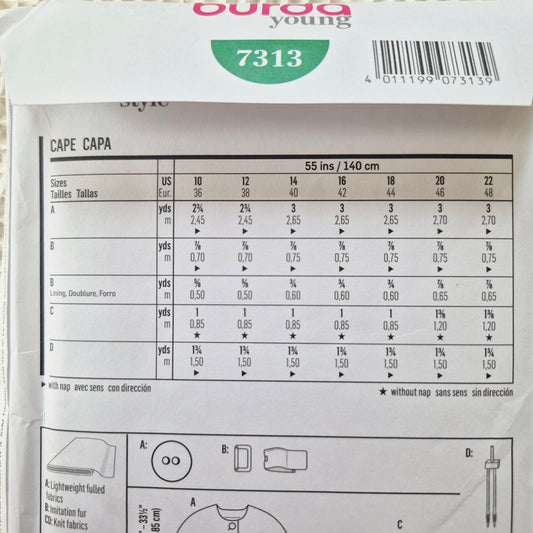 burda
young
7313
4 011199 073139
style
CAPE CAPA
55 ins / 140 cm
Sizes US 10 12 14 16 18 20 22
Tailles Tallas Eur. 36 38 40 42 44 46 48
A yds 2¾ 2¾ 3 3 3 3 3
m 2,45 2,45 2,65 2,65 2,65 2,70 2,70
▸ ▸ ▸ ▸ ▸ ▸ ▸
B yds ⅞ ⅞ ⅞ ⅞ ⅞ ⅞ ⅞
m 0,70 0,70 0,75 0,75 0,75 0,75 0,75
▸ ▸ ▸ ▸ ▸ ▸ ▸
B yds ⅝ ⅝ ¾ ¾ ¾ ⅞ ⅞
Lining, Doublure, Forro m 0,50 0,50 0,60 0,60 0,60 0,65 0,65
C yds 1 1 1 1 1 1⅜ 1⅜
m 0,85 0,85 0,85 0,85 0,85 1,20 1,20
★ ★ ★ ★ ★ ★ ★
D yds 1¾ 1¾ 1¾ 1¾ 1¾ 1¾ 1¾
m 1,50 1,50 1,50 1,50 1,50 1,50 1,50
▸ ▸ ▸ ▸ ▸ ▸ ▸
▸ with nap avec sens con dirección ★ without nap sans sens sin dirección
A: B: D:
A: Lightweight fulled
fabrics
B: Imitation fur
CD: Knit fabrics
A
C
" – 33½"
85 cm)